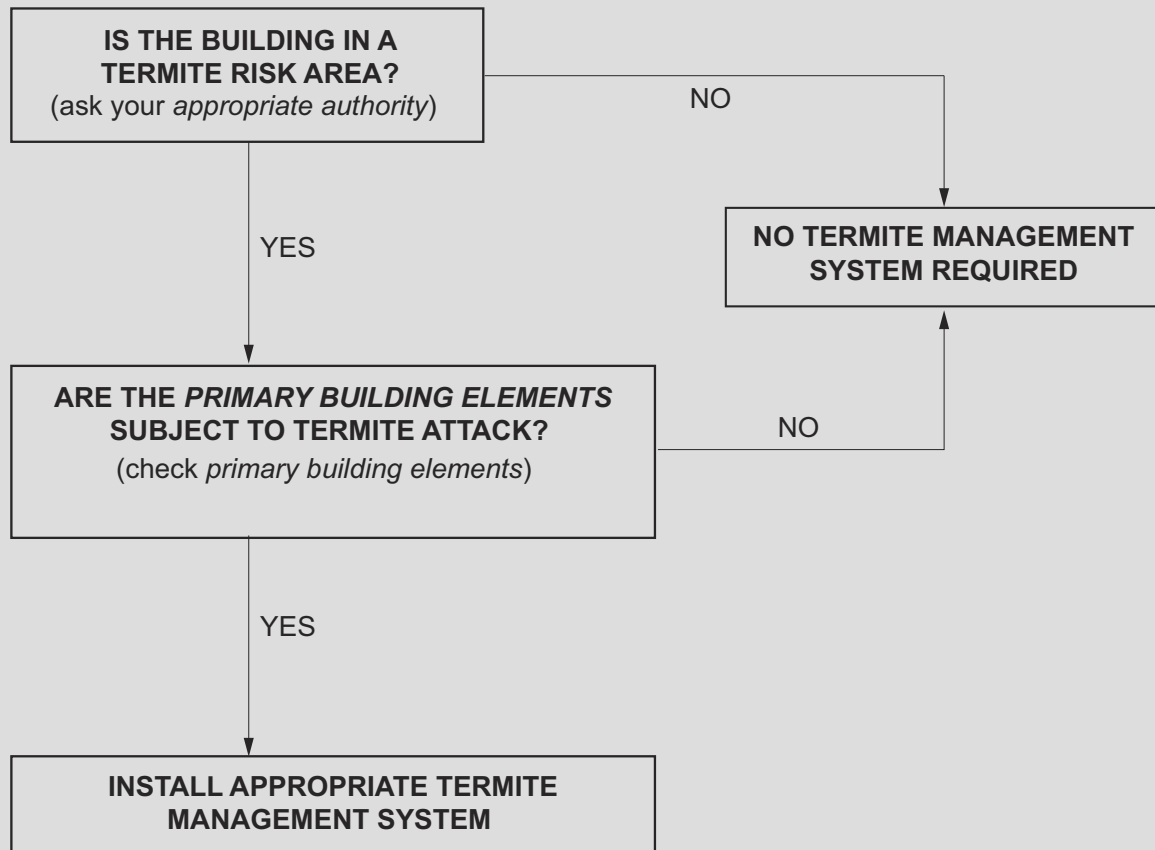 IS THE BUILDING IN A
TERMITE RISK AREA?
(ask your appropriate authority)
NO
YES
NO TERMITE MANAGEMENT
SYSTEM REQUIRED
ARE THE PRIMARY BUILDING ELEMENTS
SUBJECT TO TERMITE ATTACK?
(check primary building elements)
NO
YES
INSTALL APPROPRIATE TERMITE
MANAGEMENT SYSTEM